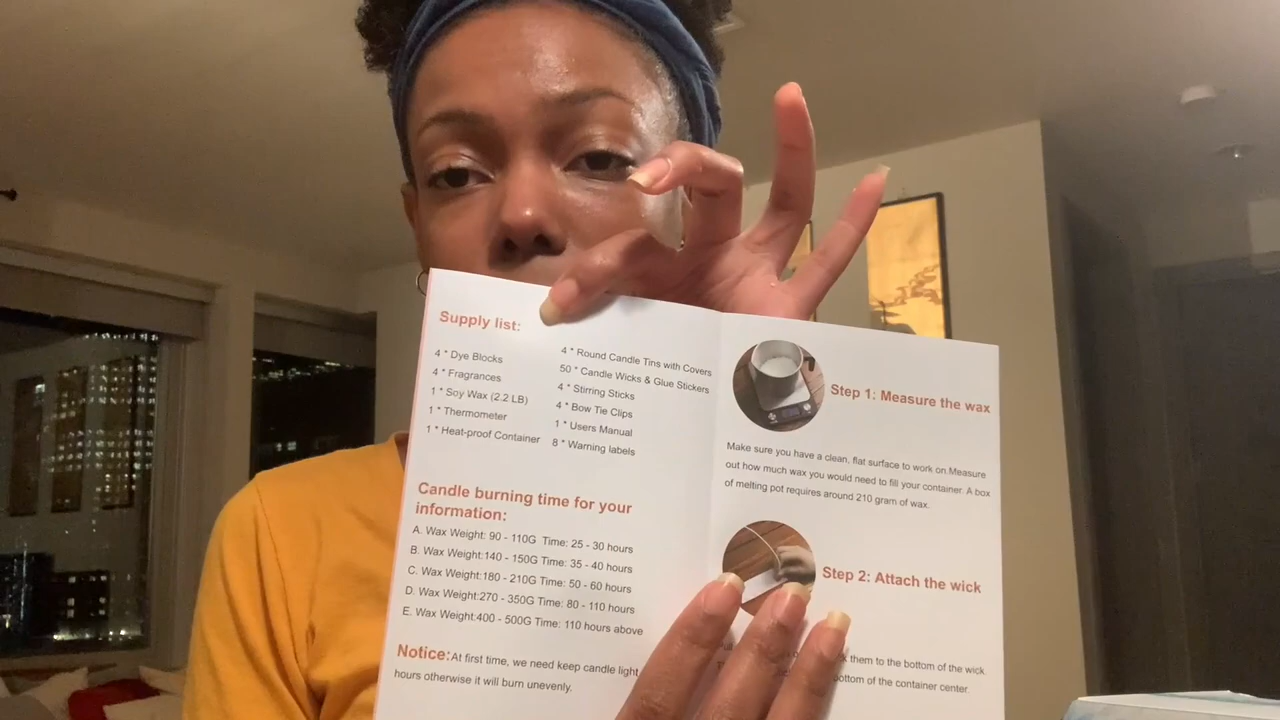 Supply list:
4 * Dye Blocks
4 * Fragrances
1 * Soy Wax (2.2 LB)
1 * Thermometer
1 * Heat-proof Container
4 * Round Candle Tins with Covers
50 * Candle Wicks & Glue Stickers
4 * Stirring Sticks
4 * Bow Tie Clips
1 * Users Manual
8 * Warning labels
Candle burning time for your
information:
A. Wax Weight: 90 - 110G Time: 25 - 30 hours
B. Wax Weight:140 - 150G Time: 35 - 40 hours
C. Wax Weight:180 - 210G Time: 50 - 60 hours
D. Wax Weight:270 - 350G Time: 80 - 110 hours
E. Wax Weight:400 - 500G Time: 110 hours above
Notice:At first time, we need keep candle light
hours otherwise it will burn unevenly.
Step 1: Measure the wax
Make sure you have a clean, flat surface to work on.Measure
out how much wax you would need to fill your container. A box
of melting pot requires around 210 gram of wax.
Step 2: Attach the wick
them to the bottom of the wick.
bottom of the container center.